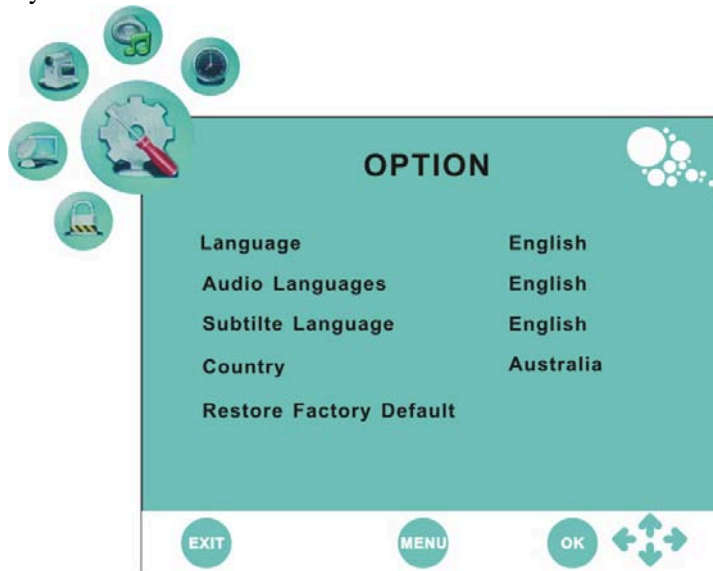 OPTION
Language English
Audio Languages English
Subtilte Language English
Country Australia
Restore Factory Default
EXIT MENU OK